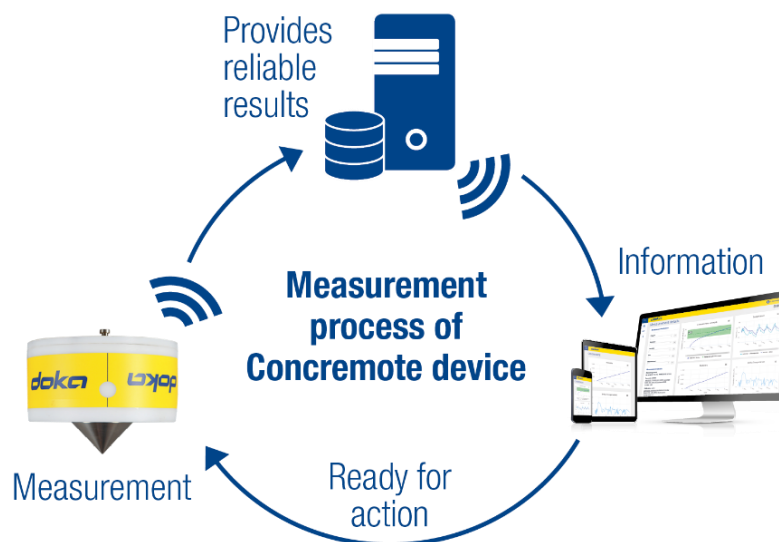 Provides
reliable
results
Information
Measurement
process of
Concremote device
doka
doka
Measurement
Ready for
action